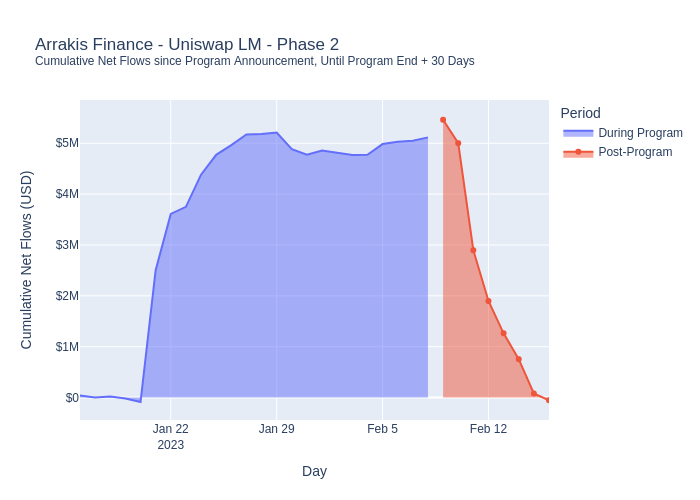 Arrakis Finance - Uniswap LM - Phase 2
Cumulative Net Flows since Program Announcement, Until Program End + 30 Days
Period
During Program
Post-Program
Cumulative Net Flows (USD)
$5M
$4M
$3M
$2M
$1M
$0
Jan 22
2023
Jan 29
Feb 5
Feb 12
Day